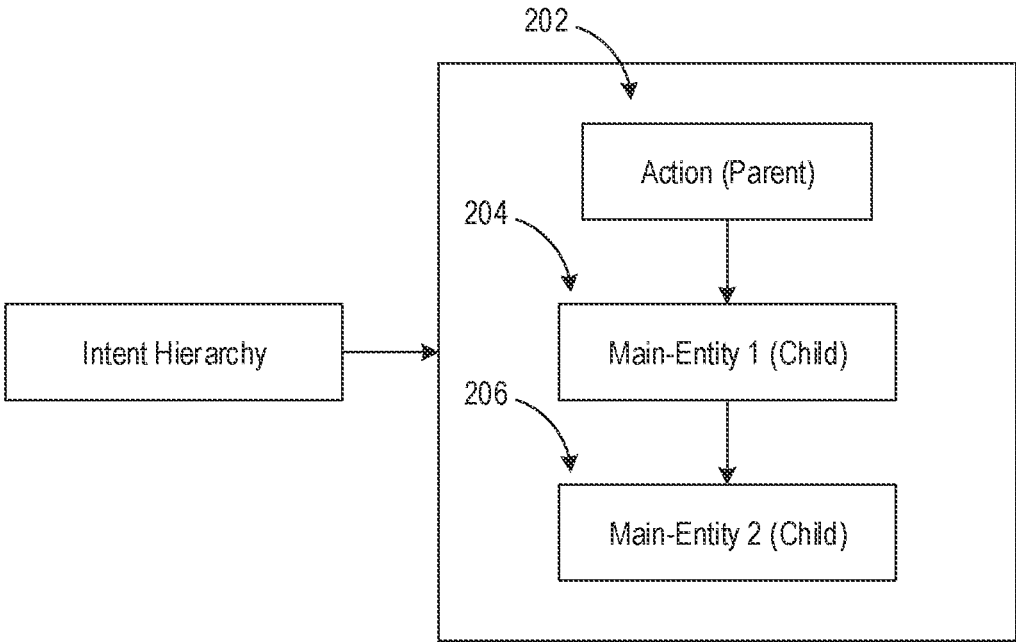 202
Action (Parent)
204
Intent Hierarchy
Main-Entity 1 (Child)
206
Main-Entity 2 (Child)